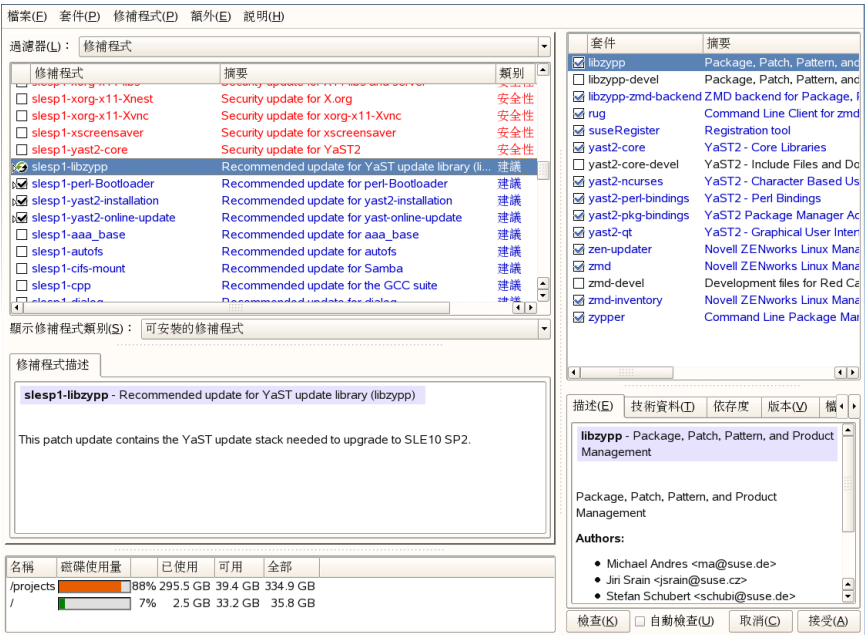 檔案(F) 套件(P) 修補程式(P) 額外(E) 説明(H)
過濾器(L)： 修補程式
修補程式 摘要 類别
slesp1-xorg-x11-Xnest Security update for X.org 安全性
slesp1-xorg-x11-Xvnc Security update for xorg-x11-Xvnc 安全性
slesp1-xscreensaver Security update for xscreensaver 安全性
slesp1-yast2-core Security update for YaST2 安全性
slesp1-libzypp Recommended update for YaST update library (li... 建議
slesp1-perl-Bootloader Recommended update for perl-Bootloader 建議
slesp1-yast2-installation Recommended update for yast2-installation 建議
slesp1-yast2-online-update Recommended update for yast-online-update 建議
slesp1-aaa_base Recommended update for aaa_base 建議
slesp1-autofs Recommended update for autofs 建議
slesp1-cifs-mount Recommended update for Samba 建議
slesp1-cpp Recommended update for the GCC suite 建議
slesp1-dialog Recommended update for dialog 建議
顯示修補程式類别(S)： 可安裝的修補程式
修補程式描述
slesp1-libzypp - Recommended update for YaST update library (libzypp)
This patch update contains the YaST update stack needed to upgrade to SLE10 SP2.
名稱 磁碟使用量 已使用 可用 全部
/projects 88% 295.5 GB 39.4 GB 334.9 GB
/ 7% 2.5 GB 33.2 GB 35.8 GB
套件 摘要
libzypp Package, Patch, Pattern, and
libzypp-devel Package, Patch, Pattern, and
libzypp-zmd-backend ZMD backend for Package,
rug Command Line Client for zmd
suseRegister Registration tool
yast2-core YaST2 - Core Libraries
yast2-core-devel YaST2 - Include Files and Do
yast2-ncurses YaST2 - Character Based Us
yast2-perl-bindings YaST2 - Perl Bindings
yast2-pkg-bindings YaST2 Package Manager Ac
yast2-qt YaST2 - Graphical User Inter
zen-updater Novell ZENworks Linux Mana
zmd Novell ZENworks Linux Mana
zmd-devel Development files for Red Ca
zmd-inventory Novell ZENworks Linux Mana
zypper Command Line Package Mar
描述(E) 技術資料(T) 依存度 版本(V) 檔
libzypp - Package, Patch, Pattern, and Product
Management
Package, Patch, Pattern, and Product
Management
Authors:
• Michael Andres <ma@suse.de>
• Jiri Srain <jsrain@suse.cz>
• Stefan Schubert <schubi@suse.de>
檢查(K) 自動檢查(U) 取消(C) 接受(A)